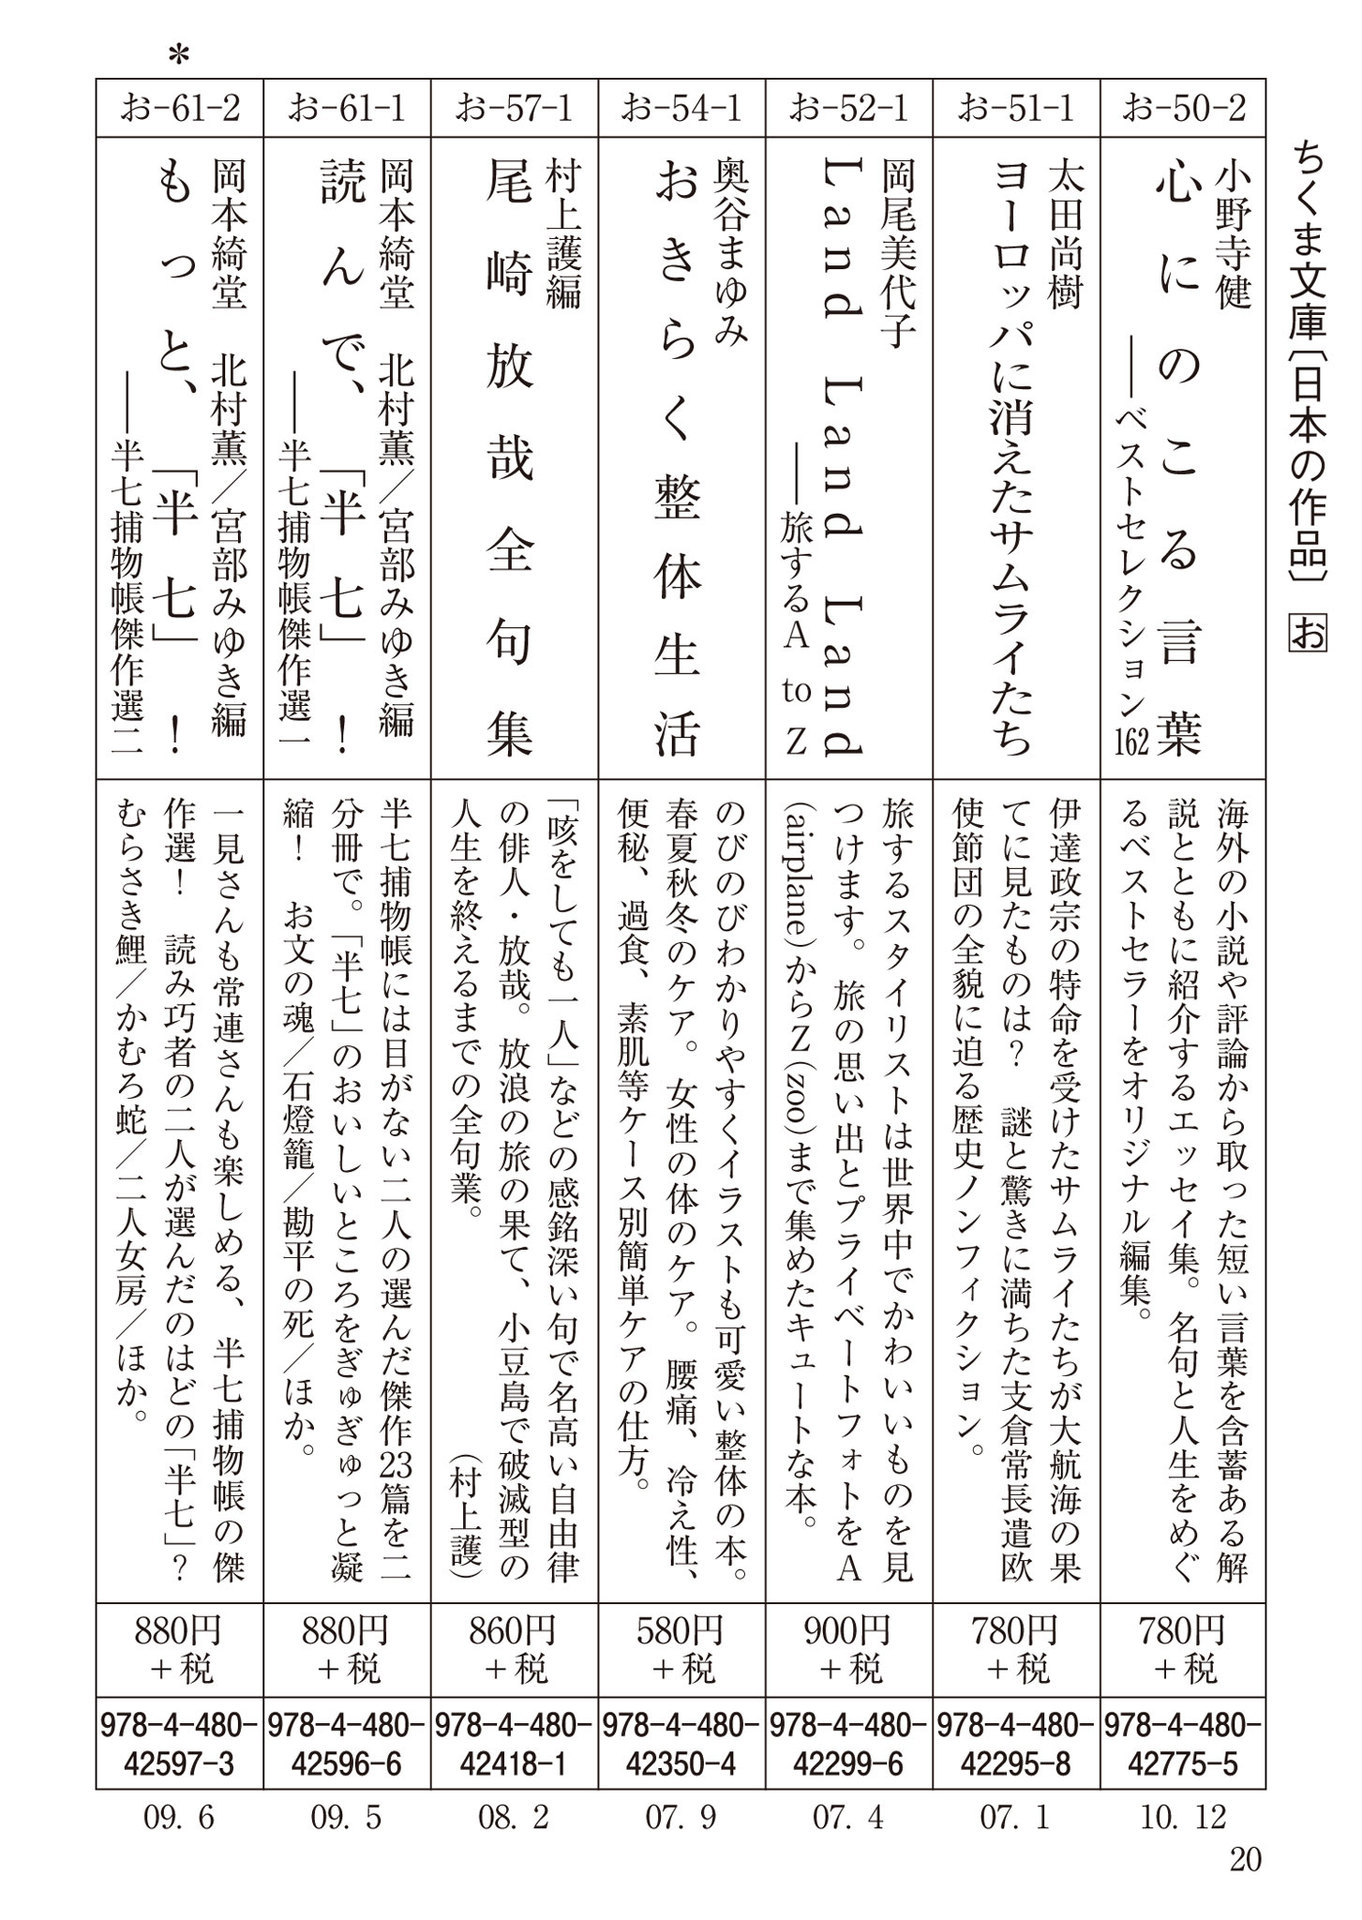 ちくま文庫〔日本の作品〕 お
お-50-2
小野寺健
心にのこる言葉
――ベストセレクション162
海外の小説や評論から取った短い言葉を含蓄ある解
説とともに紹介するエッセイ集。名句と人生をめぐ
るベストセラーをオリジナル編集。
780円
+税
978-4-480-
42775-5
10. 12
お-51-1
太田尚樹
ヨーロッパに消えたサムライたち
伊達政宗の特命を受けたサムライたちが大航海の果
てに見たものは? 謎と驚きに満ちた支倉常長遣欧
使節団の全貌に迫る歴史ノンフィクション。
780円
+税
978-4-480-
42295-8
07. 1
お-52-1
岡尾美代子
Land Land Land
――旅するA to Z
旅するスタイリストは世界中でかわいいものを見
つけます。旅の思い出とプライベートフォトをA
(airplane)からZ(zoo)まで集めたキュートな本。
900円
+税
978-4-480-
42299-6
07. 4
お-54-1
奥谷まゆみ
おきらく整体生活
のびのびわかりやすくイラストも可愛い整体の本。
春夏秋冬のケア。女性の体のケア。腰痛、冷え性、
便秘、過食、素肌等ケース別簡単ケアの仕方。
580円
+税
978-4-480-
42350-4
07. 9
お-57-1
村上護編
尾崎放哉全句集
「咳をしても一人」などの感銘深い句で名高い自由律
の俳人・放哉。放浪の旅の果て、小豆島で破滅型の
人生を終えるまでの全句業。 (村上護)
860円
+税
978-4-480-
42418-1
08. 2
お-61-1
岡本綺堂 北村薫/宮部みゆき編
読んで、「半七」!
――半七捕物帳傑作選一
半七捕物帳には目がない二人の選んだ傑作23篇を二
分冊で。「半七」のおいしいところをぎゅぎゅっと凝
縮! お文の魂/石燈籠/勘平の死/ほか。
880円
+税
978-4-480-
42596-6
09. 5
*
お-61-2
岡本綺堂 北村薫/宮部みゆき編
もっと、「半七」!
――半七捕物帳傑作選二
一見さんも常連さんも楽しめる、半七捕物帳の傑
作選! 読み巧者の二人が選んだのはどの「半七」?
むらさき鯉/かむろ蛇/二人女房/ほか。
880円
+税
978-4-480-
42597-3
09. 6
20